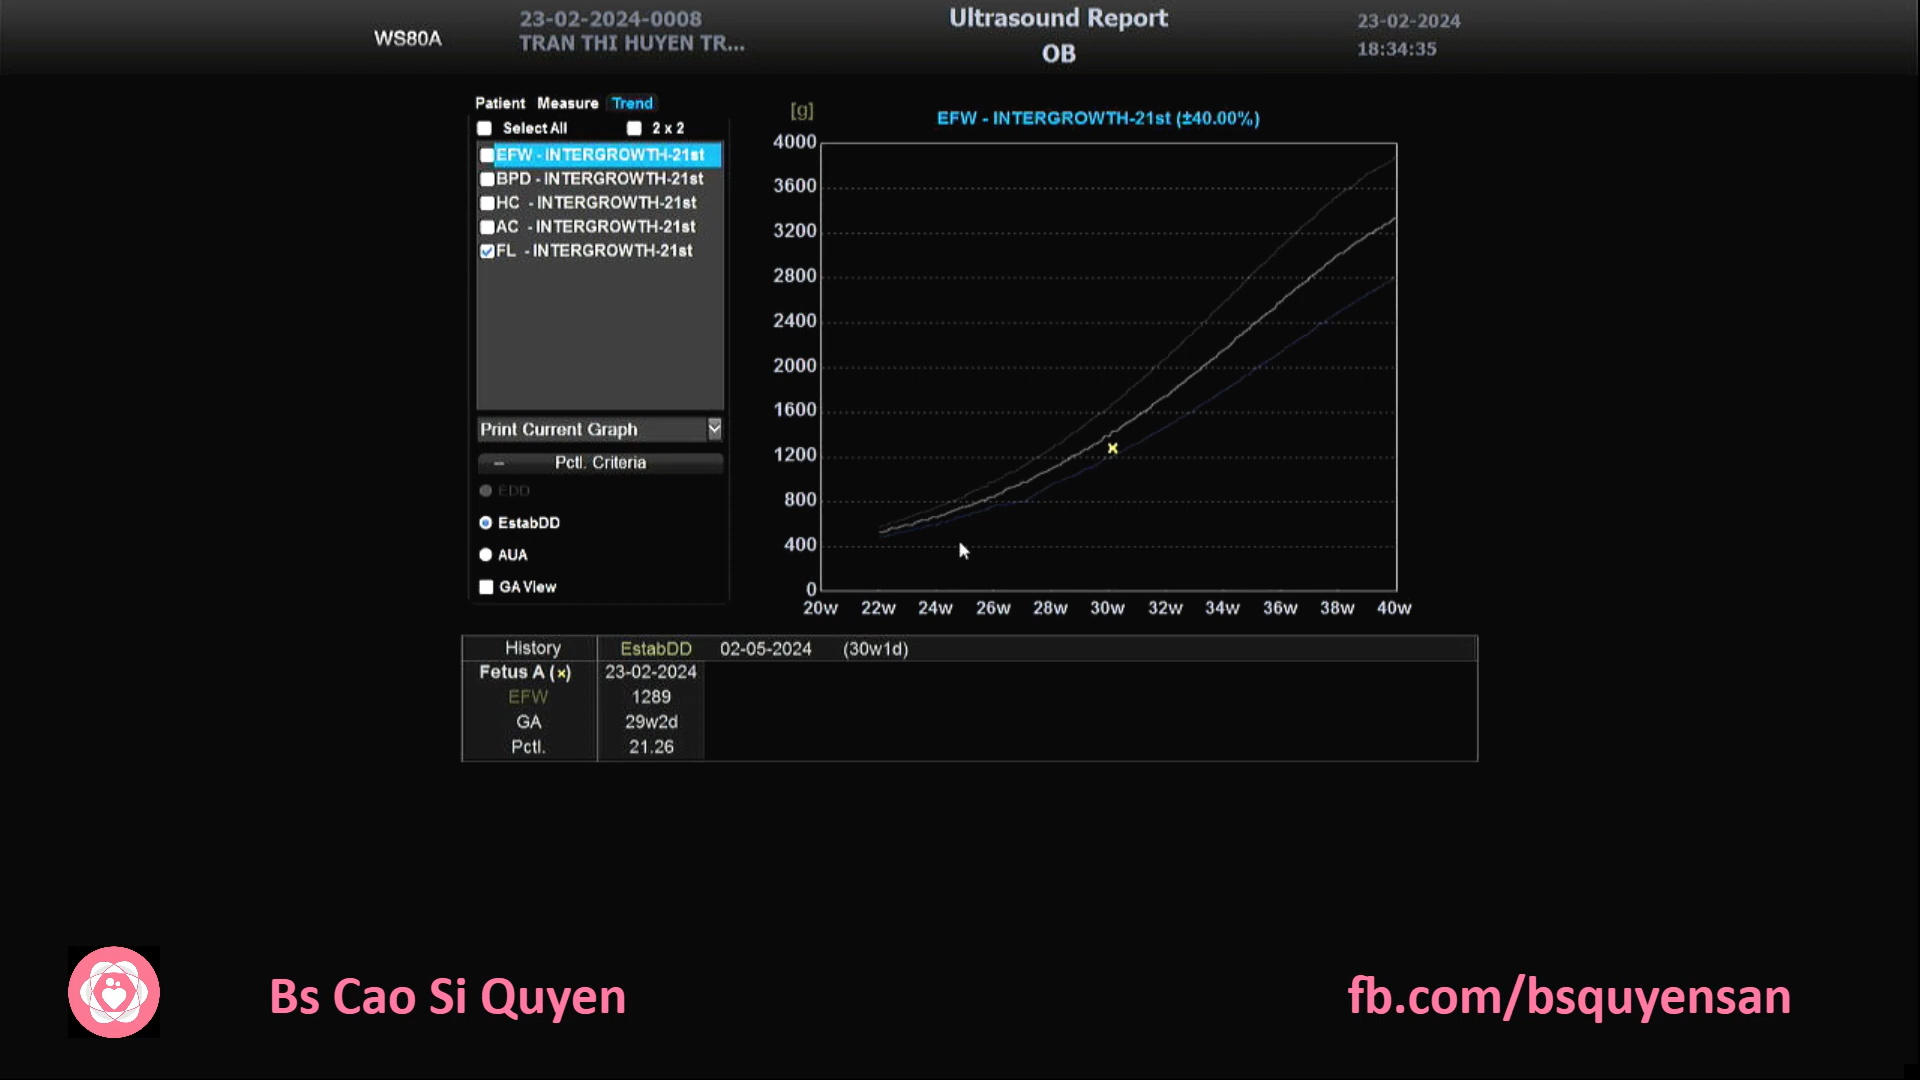 WS80A
23-02-2024-0008
TRAN THI HUYEN TR...
Ultrasound Report
OB
23-02-2024
18:34:35
Patient Measure Trend
Select All 2 x 2
EFW - INTERGROWTH-21st
BPD - INTERGROWTH-21st
HC - INTERGROWTH-21st
AC - INTERGROWTH-21st
FL - INTERGROWTH-21st
Print Current Graph
– Pctl. Criteria
EDD
EstabDD
AUA
GA View
[g]
EFW - INTERGROWTH-21st (±40.00%)
4000
3600
3200
2800
2400
2000
1600
1200
800
400
0
20w 22w 24w 26w 28w 30w 32w 34w 36w 38w 40w
History EstabDD 02-05-2024 (30w1d)
Fetus A (×) 23-02-2024
EFW 1289
GA 29w2d
Pctl. 21.26
Bs Cao Si Quyen
fb.com/bsquyensan